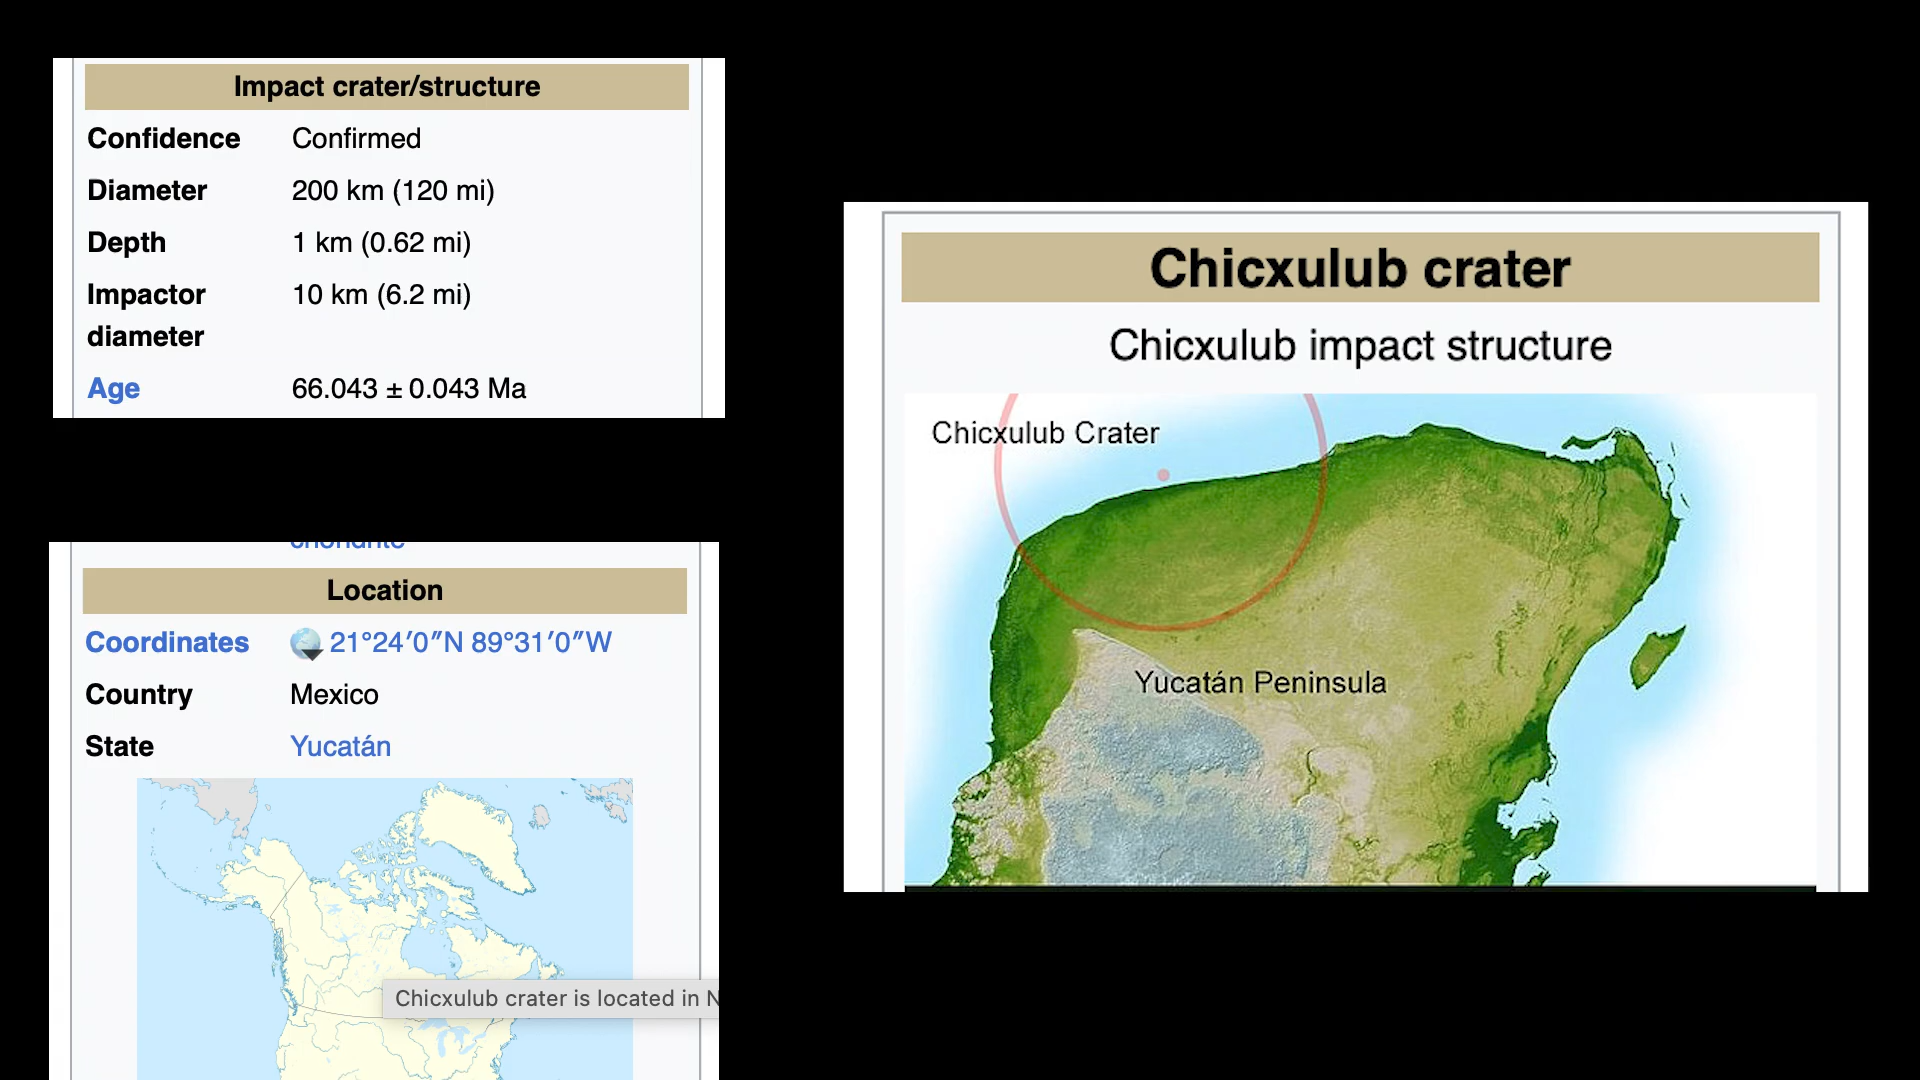 Impact crater/structure
Confidence Confirmed
Diameter 200 km (120 mi)
Depth 1 km (0.62 mi)
Impactor diameter 10 km (6.2 mi)
Age 66.043 ± 0.043 Ma
chondrite
Location
Coordinates 21°24′0″N 89°31′0″W
Country Mexico
State Yucatán
Chicxulub crater is located in N
Chicxulub crater
Chicxulub impact structure
Chicxulub Crater
Yucatán Peninsula